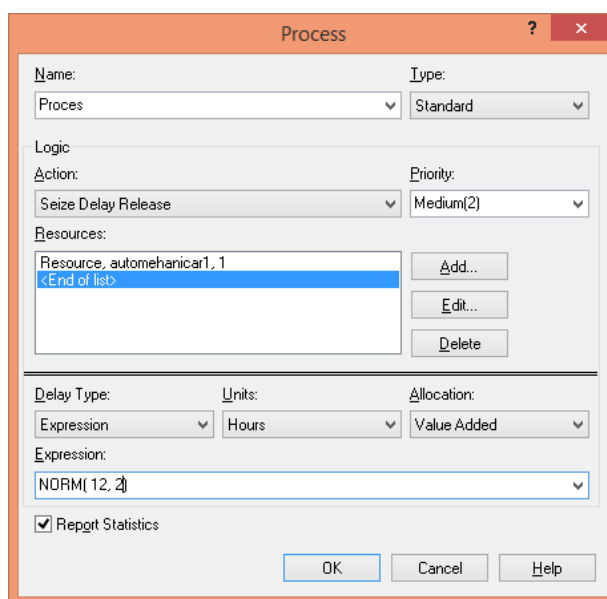 Process
?
×
Name:
Type:
Proces
Standard
Logic
Action:
Priority:
Seize Delay Release
Medium(2)
Resources:
Resource, automehanicar1, 1
<End of list>
Add...
Edit...
Delete
Delay Type:
Units:
Allocation:
Expression
Hours
Value Added
Expression:
NORM( 12, 2)
Report Statistics
OK
Cancel
Help